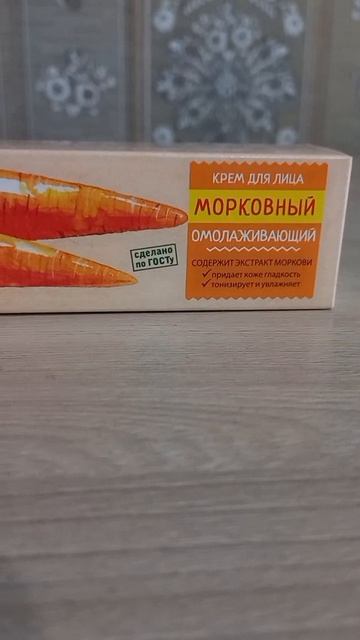 КРЕМ ДЛЯ ЛИЦА
МОРКОВНЫЙ
ОМОЛАЖИВАЮЩИЙ
СОДЕРЖИТ ЭКСТРАКТ МОРКОВИ
✓придает коже гладкость
✓тонизирует и увлажняет
сделано
по ГОСТу